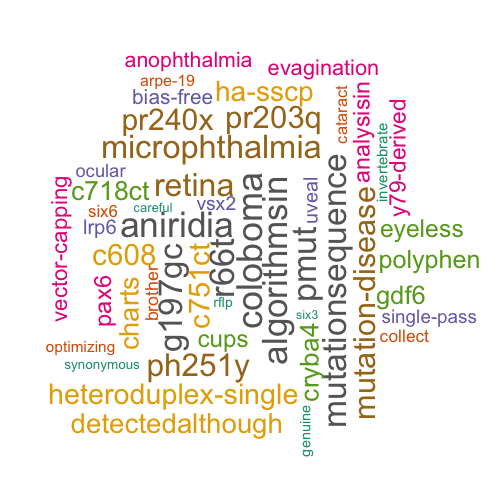 anophthalmia
evagination
arpe-19
bias-free
ha-sscp
cataract
analysisin
pr240x
pr203q
y79-derived
invertebrate
microphthalmia
ocular
c718ct
retina
vsx2
uveal
careful
six6
lrp6
aniridia
coloboma
algorithmsin
mutationsequence
mutation-disease
eyeless
vector-capping
c608
g197gc
c751ct
r66t
pmut
polyphen
pax6
charts
brother
rflp
gdf6
six3
single-pass
cups
cryba4
collect
optimizing
synonymous
ph251y
heteroduplex-single
detectedalthough
genuine